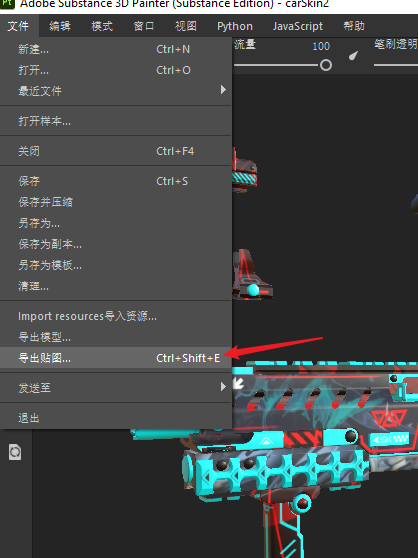 Pt Adobe Substance 3D Painter (Substance Edition) - carSkin2
文件 编辑 模式 窗口 视图 Python JavaScript 帮助
流量 100 笔刷透明
新建... Ctrl+N
打开... Ctrl+O
最近文件
打开样本...
关闭 Ctrl+F4
保存 Ctrl+S
保存并压缩
另存为...
保存为副本...
另存为模板...
清理...
Import resources导入资源...
导出模型...
导出贴图... Ctrl+Shift+E
发送至
退出